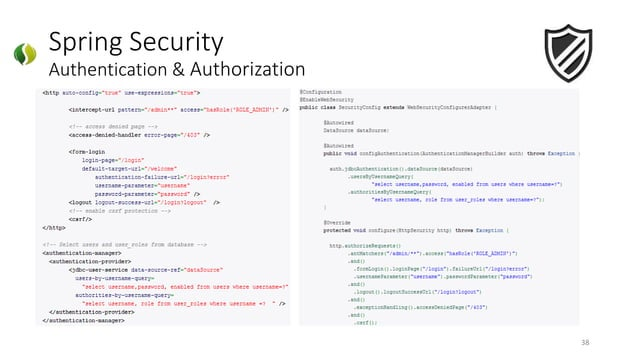 Spring Security
Authentication & Authorization
<http auto-config="true" use-expressions="true">
<intercept-url pattern="/admin**" access="hasRole('ROLE_ADMIN')" />
<!-- access denied page -->
<access-denied-handler error-page="/403" />
<form-login
login-page="/login"
default-target-url="/welcome"
authentication-failure-url="/login?error"
username-parameter="username"
password-parameter="password" />
<logout logout-success-url="/login?logout" />
<!-- enable csrf protection -->
<csrf/>
</http>
<!-- Select users and user_roles from database -->
<authentication-manager>
<authentication-provider>
<jdbc-user-service data-source-ref="dataSource"
users-by-username-query=
"select username,password, enabled from users where username=?"
authorities-by-username-query=
"select username, role from user_roles where username =? " />
</authentication-provider>
</authentication-manager>
@Configuration
@EnableWebSecurity
public class SecurityConfig extends WebSecurityConfigurerAdapter {
@Autowired
DataSource dataSource;
@Autowired
public void configAuthentication(AuthenticationManagerBuilder auth) throws Exception {
auth.jdbcAuthentication().dataSource(dataSource)
.usersByUsernameQuery(
"select username,password, enabled from users where username=?")
.authoritiesByUsernameQuery(
"select username, role from user_roles where username=?");
}
@Override
protected void configure(HttpSecurity http) throws Exception {
http.authorizeRequests()
.antMatchers("/admin/**").access("hasRole('ROLE_ADMIN')")
.and()
.formLogin().loginPage("/login").failureUrl("/login?error")
.usernameParameter("username").passwordParameter("password")
.and()
.logout().logoutSuccessUrl("/login?logout")
.and()
.exceptionHandling().accessDeniedPage("/403")
.and()
.csrf();
38